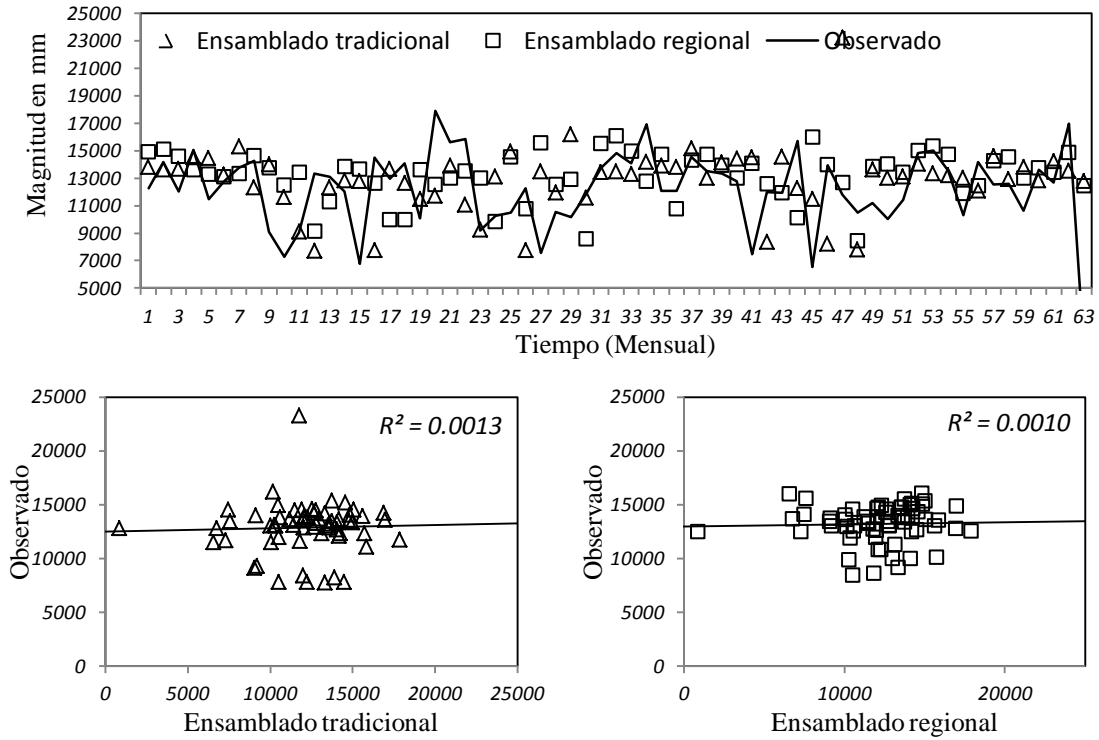 25000
23000
21000
19000
17000
15000
13000
11000
9000
7000
5000
Magnitud en mm
Ensamblado tradicional Ensamblado regional Observado
1 3 5 7 9 11 13 15 17 19 21 23 25 27 29 31 33 35 37 39 41 43 45 47 49 51 53 55 57 59 61 63
Tiempo (Mensual)
25000
20000
15000
10000
5000
0
Observado
R² = 0.0013
0 5000 10000 15000 20000 25000
Ensamblado tradicional
25000
20000
15000
10000
5000
0
Observado
R² = 0.0010
0 10000 20000
Ensamblado regional